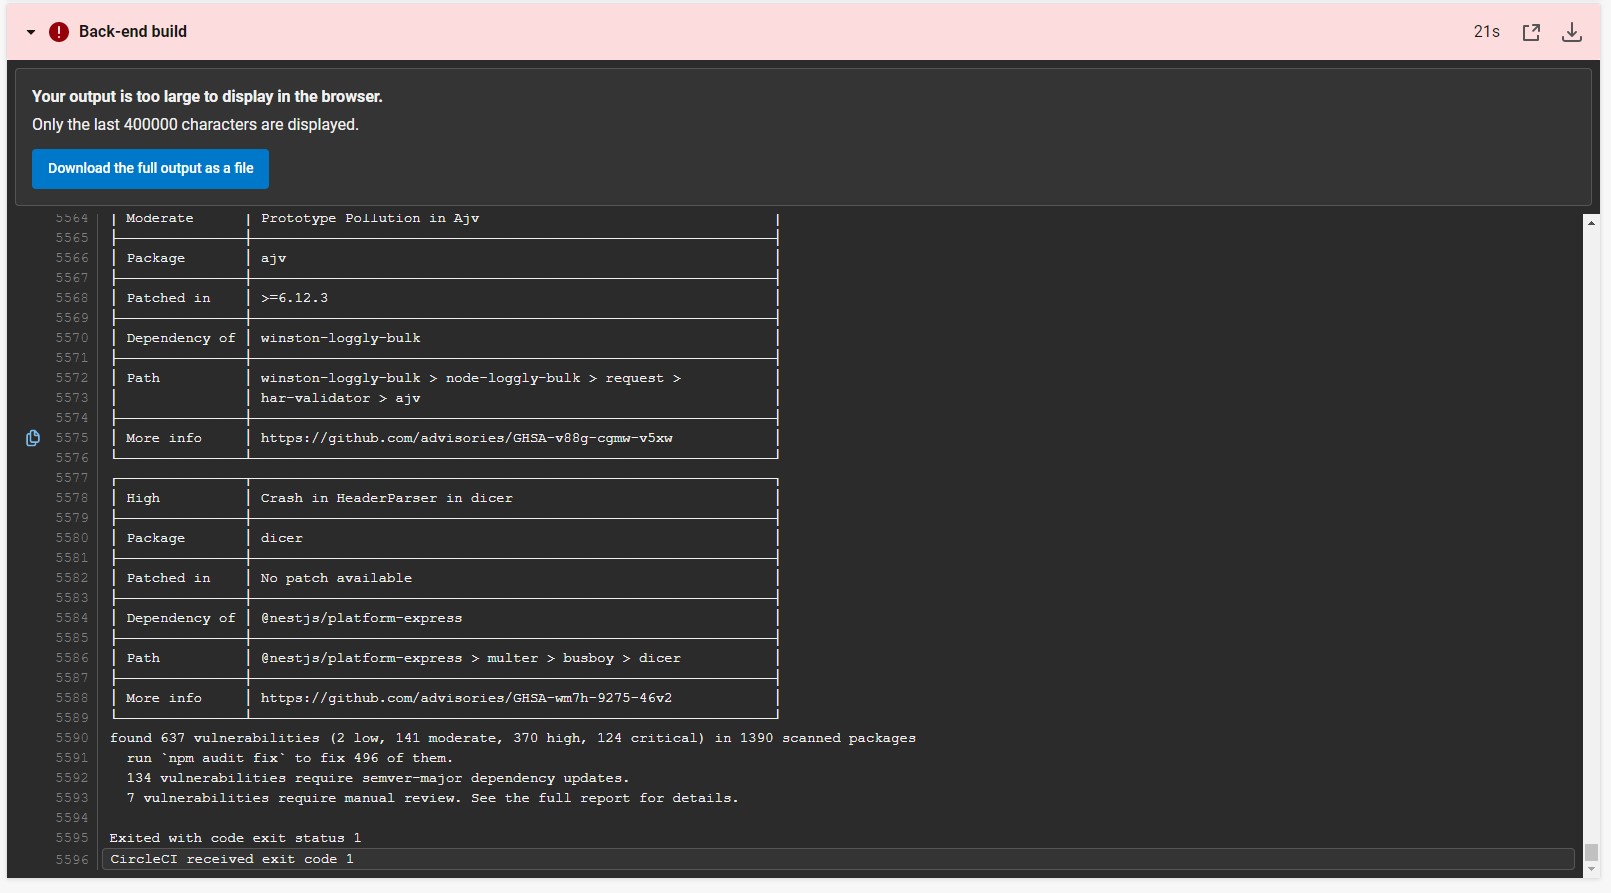 Back-end build
21s
Your output is too large to display in the browser.
Only the last 400000 characters are displayed.
Download the full output as a file
5564 | Moderate | Prototype Pollution in Ajv |
5565
5566 | Package | ajv |
5567
5568 | Patched in | >=6.12.3 |
5569
5570 | Dependency of | winston-loggly-bulk |
5571
5572 | Path | winston-loggly-bulk > node-loggly-bulk > request > |
5573 | | har-validator > ajv |
5574
5575 | More info | https://github.com/advisories/GHSA-v88g-cgmw-v5xw |
5576
5577
5578 | High | Crash in HeaderParser in dicer |
5579
5580 | Package | dicer |
5581
5582 | Patched in | No patch available |
5583
5584 | Dependency of | @nestjs/platform-express |
5585
5586 | Path | @nestjs/platform-express > multer > busboy > dicer |
5587
5588 | More info | https://github.com/advisories/GHSA-wm7h-9275-46v2 |
5589
5590 found 637 vulnerabilities (2 low, 141 moderate, 370 high, 124 critical) in 1390 scanned packages
5591 run `npm audit fix` to fix 496 of them.
5592 134 vulnerabilities require semver-major dependency updates.
5593 7 vulnerabilities require manual review. See the full report for details.
5594
5595 Exited with code exit status 1
5596 CircleCI received exit code 1